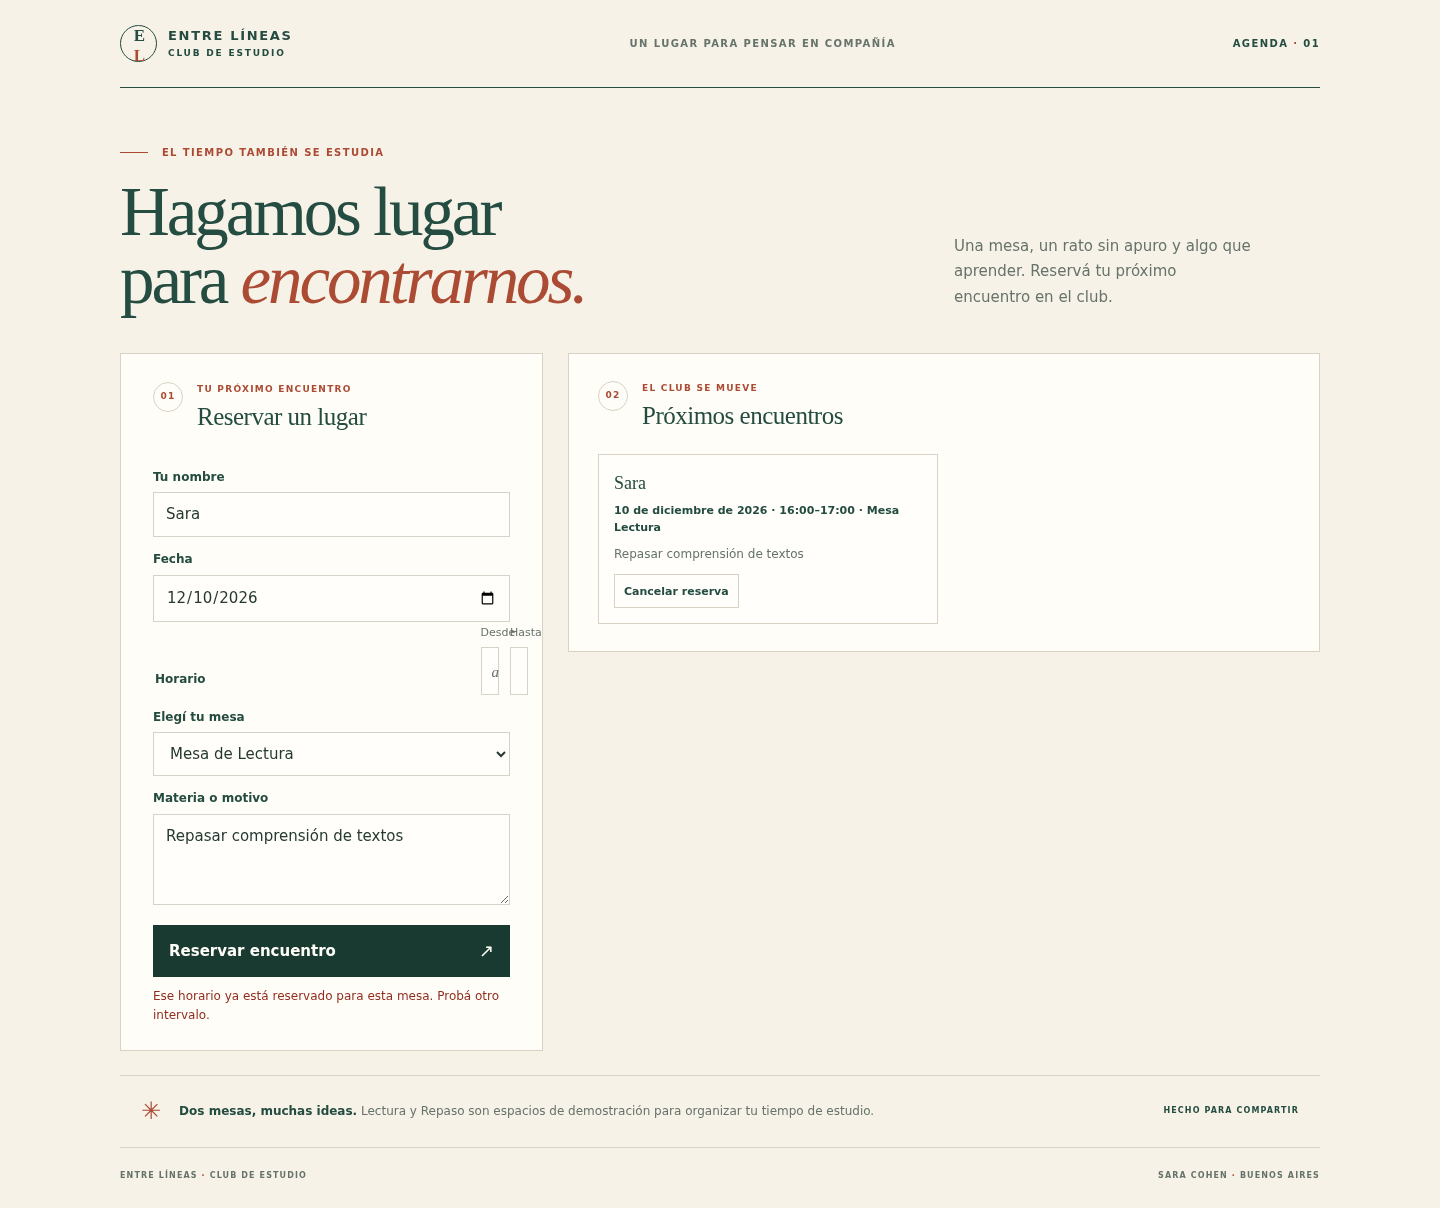 E
L
ENTRE LÍNEAS
CLUB DE ESTUDIO
UN LUGAR PARA PENSAR EN COMPAÑÍA
AGENDA · 01
EL TIEMPO TAMBIÉN SE ESTUDIA
Hagamos lugar
para encontrarnos.
Una mesa, un rato sin apuro y algo que
aprender. Reservá tu próximo
encuentro en el club.
01
TU PRÓXIMO ENCUENTRO
Reservar un lugar
Tu nombre
Sara
Fecha
12/10/2026
Desde
Hasta
Horario
a
Elegí tu mesa
Mesa de Lectura
Materia o motivo
Repasar comprensión de textos
Reservar encuentro ↗
Ese horario ya está reservado para esta mesa. Probá otro
intervalo.
02
EL CLUB SE MUEVE
Próximos encuentros
Sara
10 de diciembre de 2026 · 16:00–17:00 · Mesa
Lectura
Repasar comprensión de textos
Cancelar reserva
Dos mesas, muchas ideas. Lectura y Repaso son espacios de demostración para organizar tu tiempo de estudio.
HECHO PARA COMPARTIR
ENTRE LÍNEAS · CLUB DE ESTUDIO
SARA COHEN · BUENOS AIRES